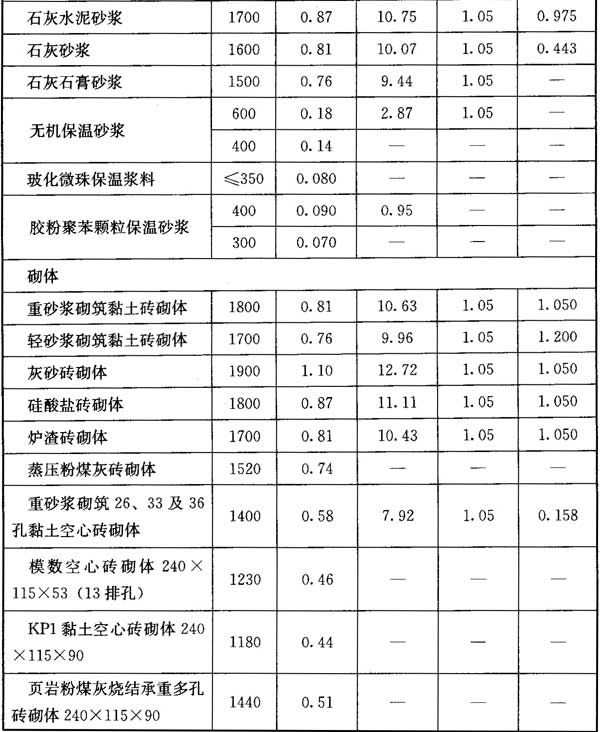 石灰水泥砂浆 1700 0.87 10.75 1.05 0.975
石灰砂浆 1600 0.81 10.07 1.05 0.443
石灰石膏砂浆 1500 0.76 9.44 1.05 —
无机保温砂浆 600 0.18 2.87 1.05 —
400 0.14 — — —
玻化微珠保温浆料 ≤350 0.080 — — —
胶粉聚苯颗粒保温砂浆 400 0.090 0.95 — —
300 0.070 — — —
砌体
重砂浆砌筑黏土砖砌体 1800 0.81 10.63 1.05 1.050
轻砂浆砌筑黏土砖砌体 1700 0.76 9.96 1.05 1.200
灰砂砖砌体 1900 1.10 12.72 1.05 1.050
硅酸盐砖砌体 1800 0.87 11.11 1.05 1.050
炉渣砖砌体 1700 0.81 10.43 1.05 1.050
蒸压粉煤灰砖砌体 1520 0.74 — — —
重砂浆砌筑 26、33 及 36
孔黏土空心砖砌体 1400 0.58 7.92 1.05 0.158
模数空心砖砌体 240×
115×53（13 排孔） 1230 0.46 — — —
KP1 黏土空心砖砌体 240
×115×90 1180 0.44 — — —
页岩粉煤灰烧结承重多孔
砖砌体 240×115×90 1440 0.51 — — —